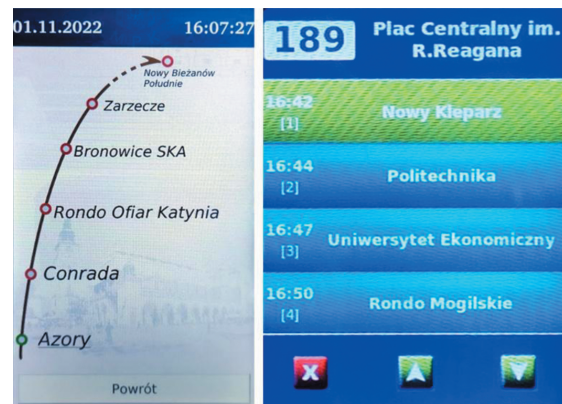 01.11.2022 16:07:27
Nowy Bieżanów
Południe
Zarzecze
Bronowice SKA
Rondo Ofiar Katynia
Conrada
Azory
Powrót
189
Plac Centralny im.
R.Reagana
16:42
[1]
Nowy Kleparz
16:44
[2]
Politechnika
16:47
[3]
Uniwersytet Ekonomiczny
16:50
[4]
Rondo Mogilskie
X